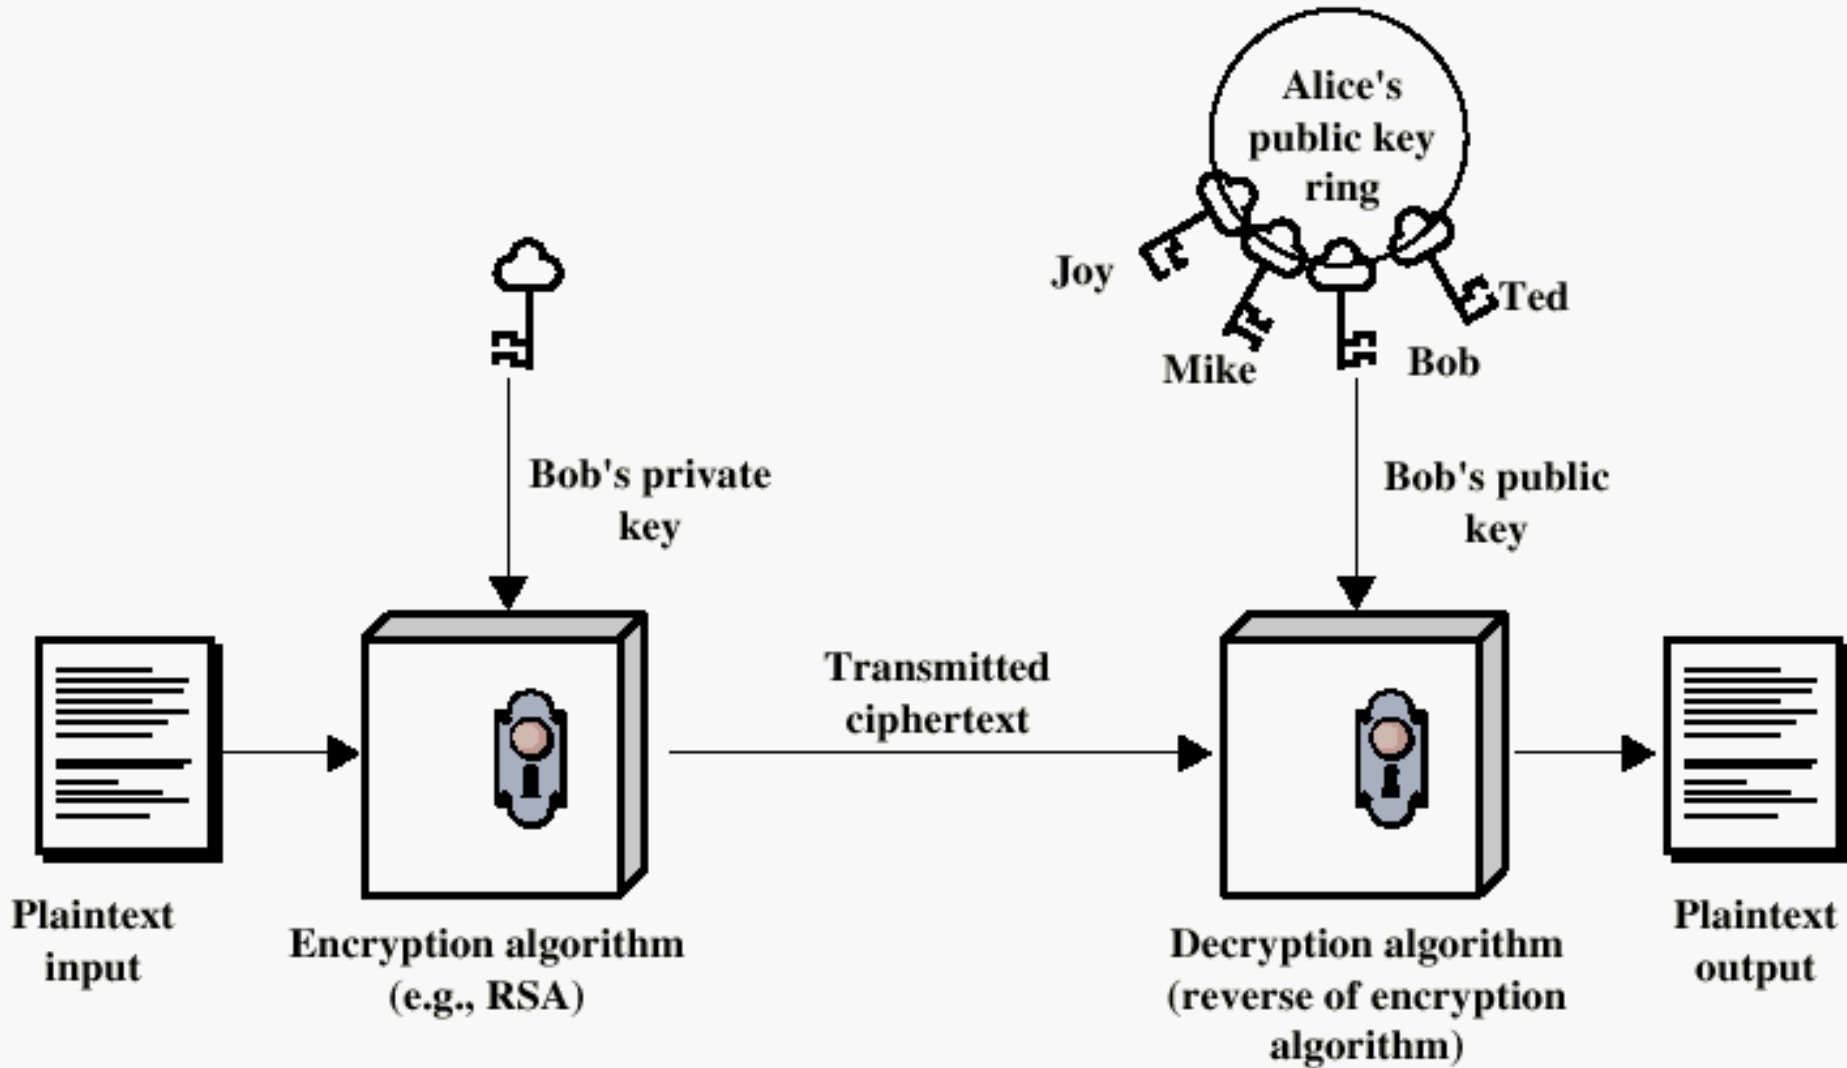 Alice's
public key
ring
Joy
Ted
Mike
Bob
Bob's private
key
Bob's public
key
Transmitted
ciphertext
Plaintext
input
Encryption algorithm
(e.g., RSA)
Decryption algorithm
(reverse of encryption
algorithm)
Plaintext
output